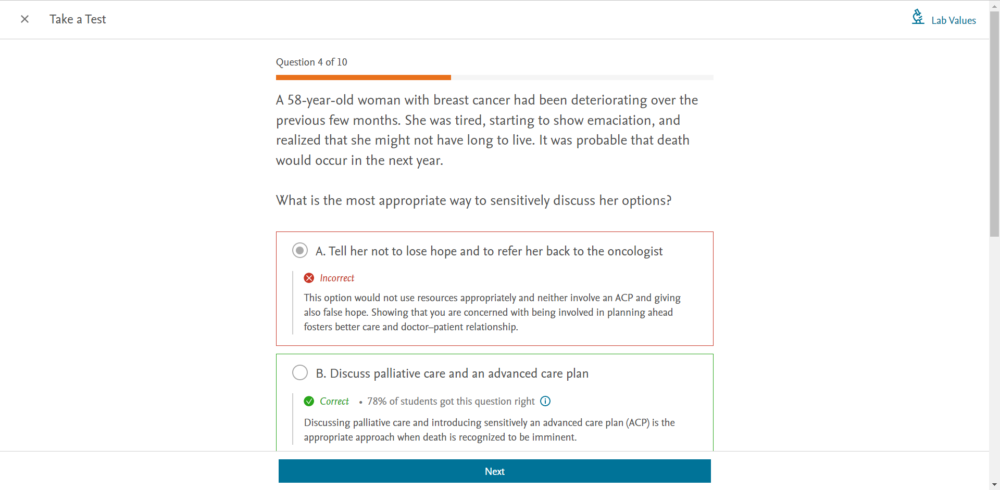 Take a Test
Lab Values
Question 4 of 10
A 58-year-old woman with breast cancer had been deteriorating over the
previous few months. She was tired, starting to show emaciation, and
realized that she might not have long to live. It was probable that death
would occur in the next year.
What is the most appropriate way to sensitively discuss her options?
A. Tell her not to lose hope and to refer her back to the oncologist
Incorrect
This option would not use resources appropriately and neither involve an ACP and giving
also false hope. Showing that you are concerned with being involved in planning ahead
fosters better care and doctor–patient relationship.
B. Discuss palliative care and an advanced care plan
Correct • 78% of students got this question right
Discussing palliative care and introducing sensitively an advanced care plan (ACP) is the
appropriate approach when death is recognized to be imminent.
Next